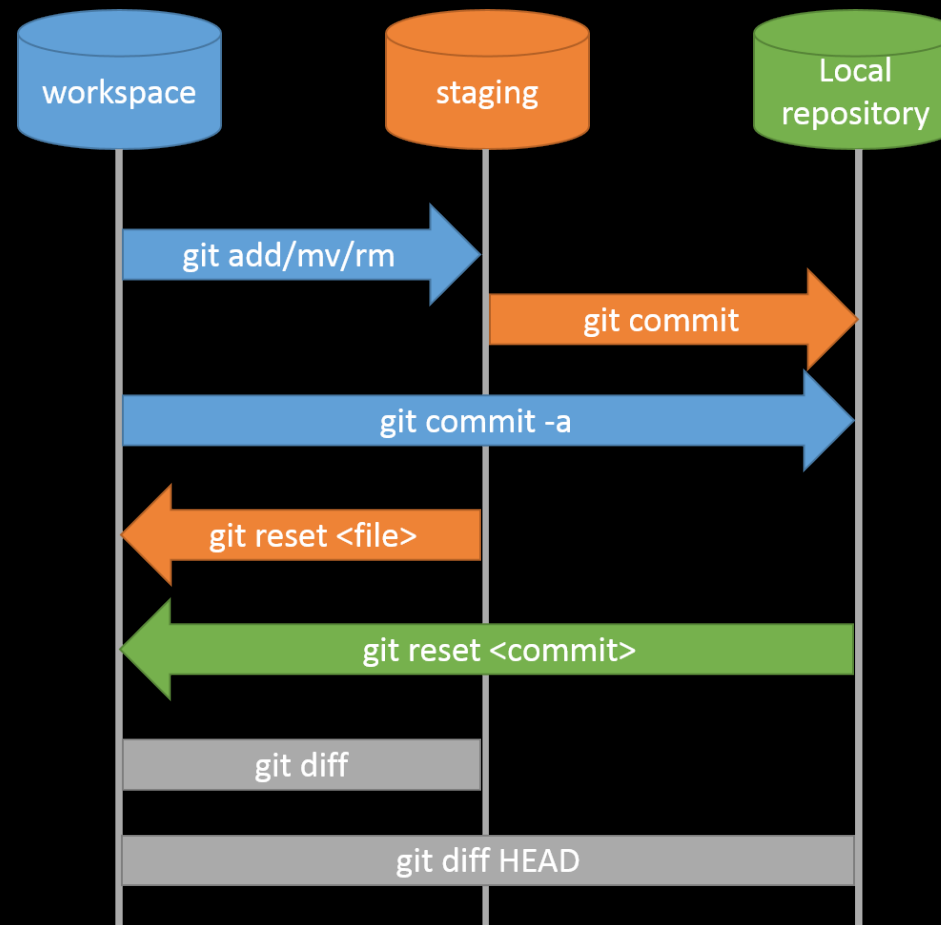 workspace
staging
Local
repository
git add/mv/rm
git commit
git commit -a
git reset <file>
git reset <commit>
git diff
git diff HEAD